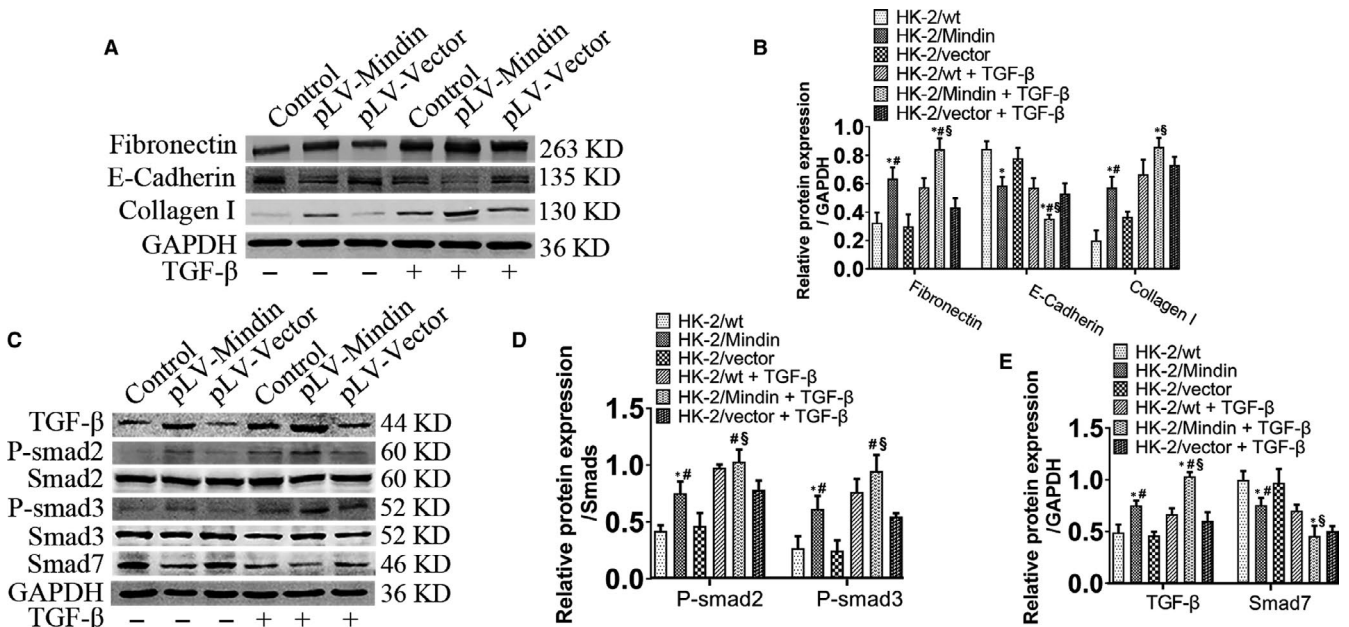 A
Control
pLV-Mindin
pLV-Vector
Control
pLV-Mindin
pLV-Vector
Fibronectin 263 KD
E-Cadherin 135 KD
Collagen I 130 KD
GAPDH 36 KD
TGF-β − − − + + +
B
HK-2/wt
HK-2/Mindin
HK-2/vector
HK-2/wt + TGF-β
HK-2/Mindin + TGF-β
HK-2/vector + TGF-β
Relative protein expression
/ GAPDH
1.0
0.8
0.6
0.4
0.2
0.0
*#
*#§
*
*#§
*#
*§
Fibronectin
E-Cadherin
Collagen I
C
Control
pLV-Mindin
pLV-Vector
Control
pLV-Mindin
pLV-Vector
TGF-β 44 KD
P-smad2 60 KD
Smad2 60 KD
P-smad3 52 KD
Smad3 52 KD
Smad7 46 KD
GAPDH 36 KD
TGF-β − − − + + +
D
HK-2/wt
HK-2/Mindin
HK-2/vector
HK-2/wt + TGF-β
HK-2/Mindin + TGF-β
HK-2/vector + TGF-β
Relative protein expression
/Smads
1.5
1.0
0.5
0.0
*#
#§
*#
#§
P-smad2
P-smad3
E
HK-2/wt
HK-2/Mindin
HK-2/vector
HK-2/wt + TGF-β
HK-2/Mindin + TGF-β
HK-2/vector + TGF-β
Relative protein expression
/GAPDH
1.5
1.0
0.5
0.0
*#
*#§
*#
*§
TGF-β
Smad7